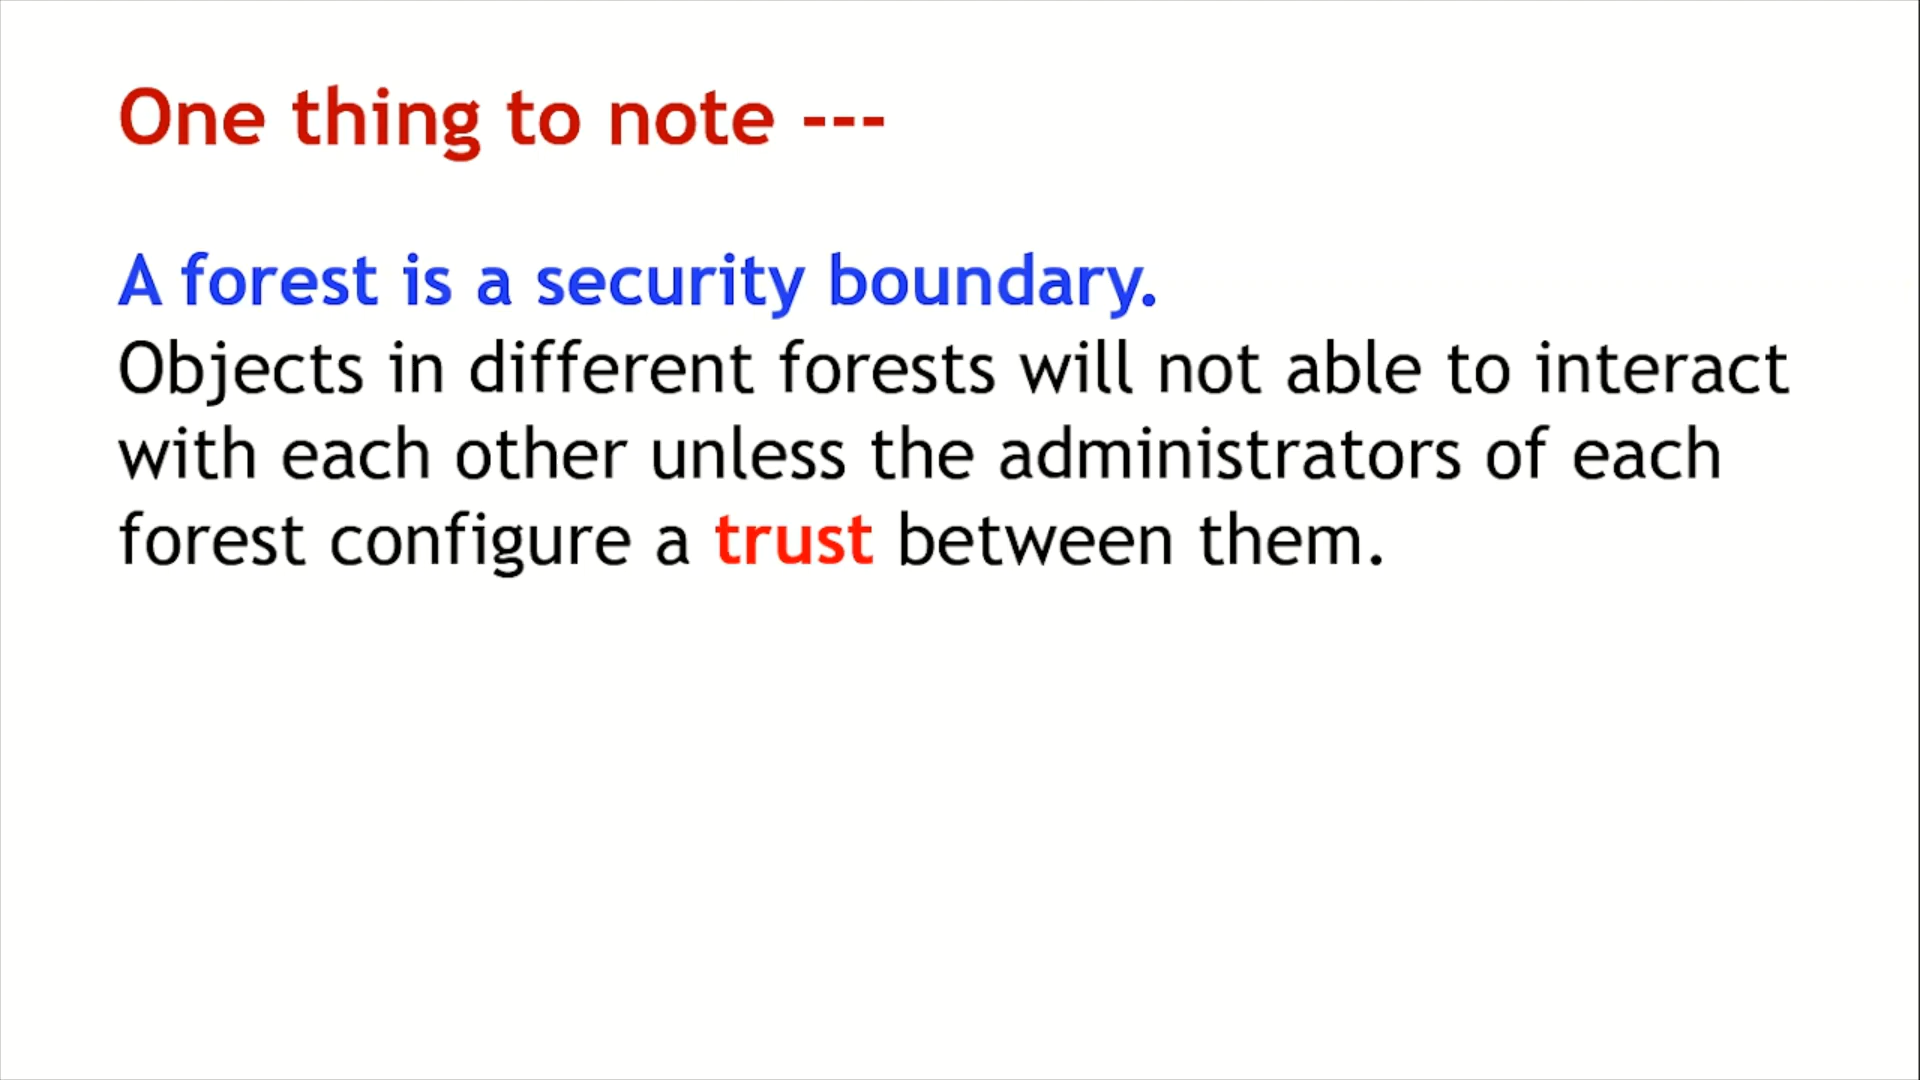 One thing to note ---
A forest is a security boundary.
Objects in different forests will not able to interact
with each other unless the administrators of each
forest configure a trust between them.